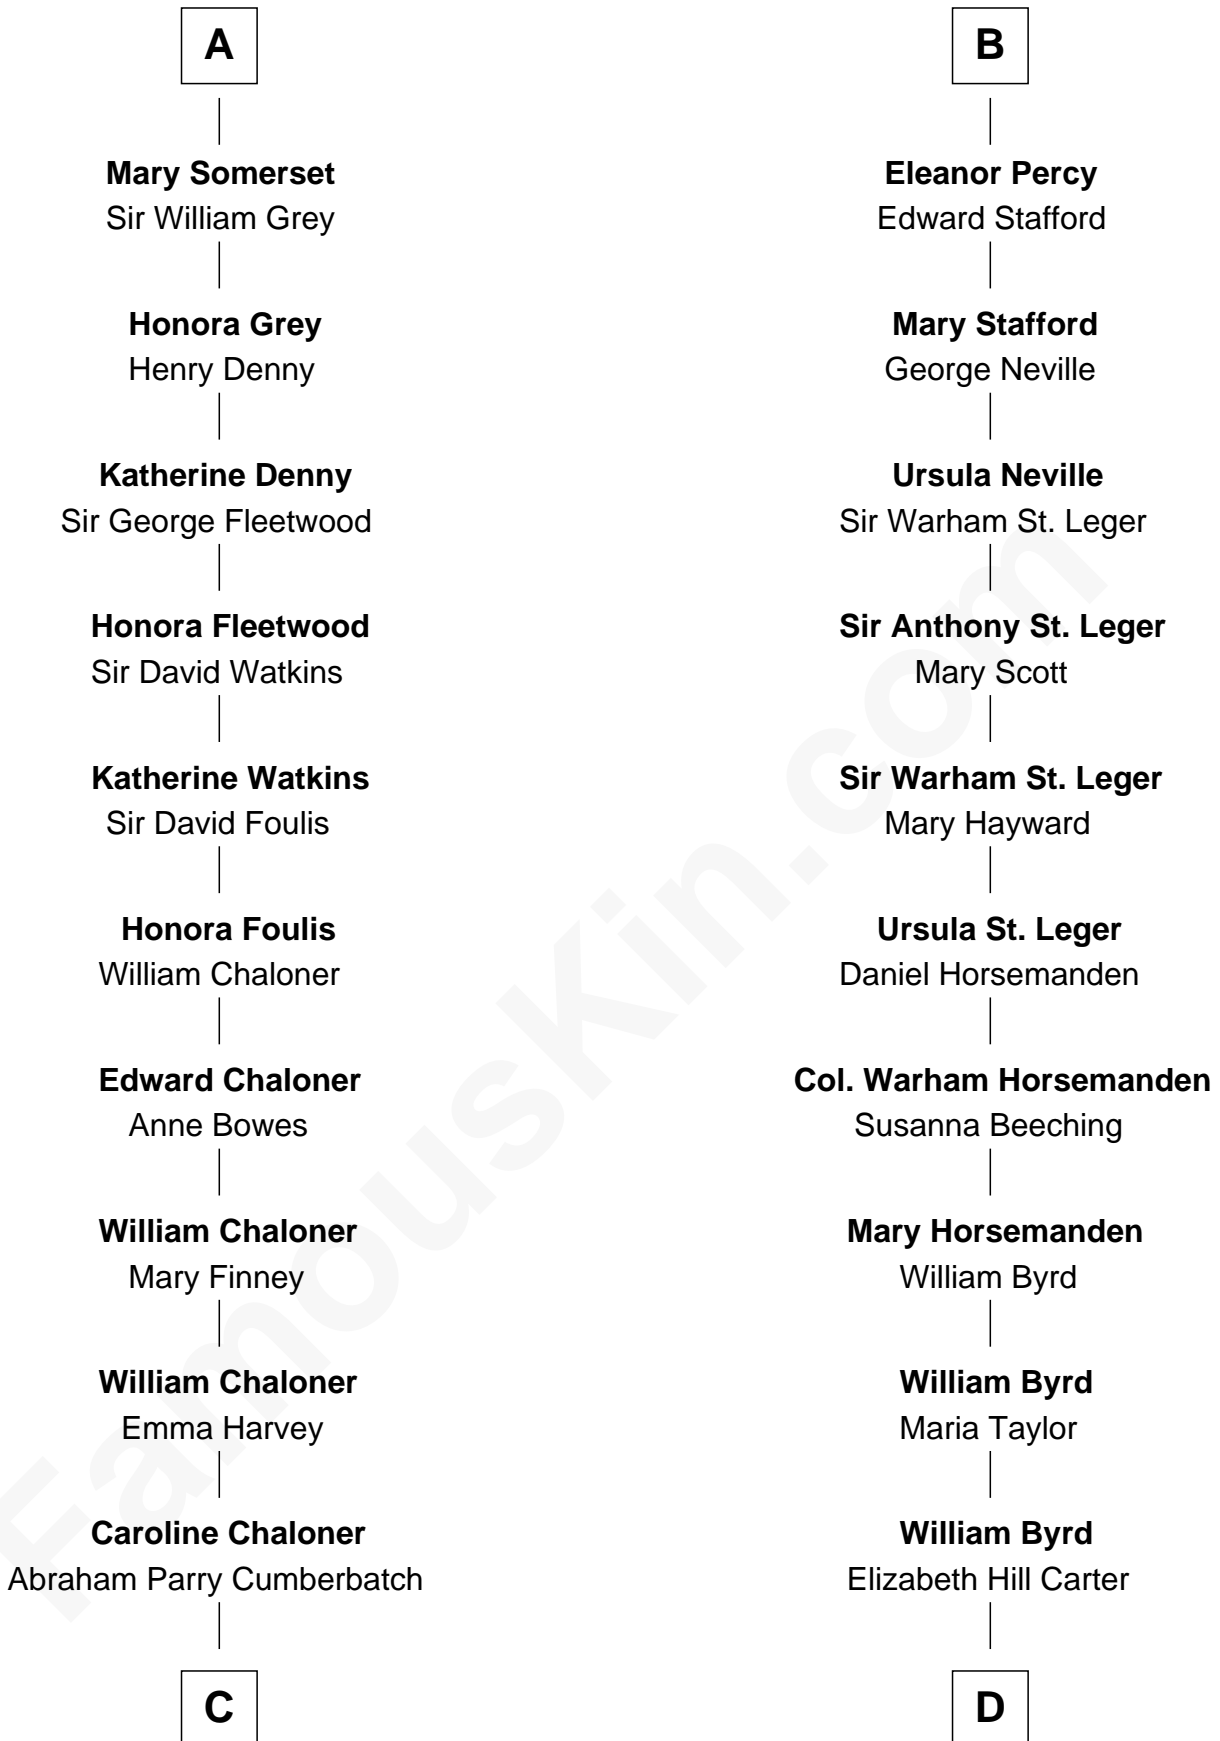 A
Mary Somerset
Sir William Grey
Honora Grey
Henry Denny
Katherine Denny
Sir George Fleetwood
Honora Fleetwood
Sir David Watkins
Katherine Watkins
Sir David Foulis
Honora Foulis
William Chaloner
Edward Chaloner
Anne Bowes
William Chaloner
Mary Finney
William Chaloner
Emma Harvey
Caroline Chaloner
Abraham Parry Cumberbatch
C
B
Eleanor Percy
Edward Stafford
Mary Stafford
George Neville
Ursula Neville
Sir Warham St. Leger
Sir Anthony St. Leger
Mary Scott
Sir Warham St. Leger
Mary Hayward
Ursula St. Leger
Daniel Horsemanden
Col. Warham Horsemanden
Susanna Beeching
Mary Horsemanden
William Byrd
William Byrd
Maria Taylor
William Byrd
Elizabeth Hill Carter
D
FamousKin.com